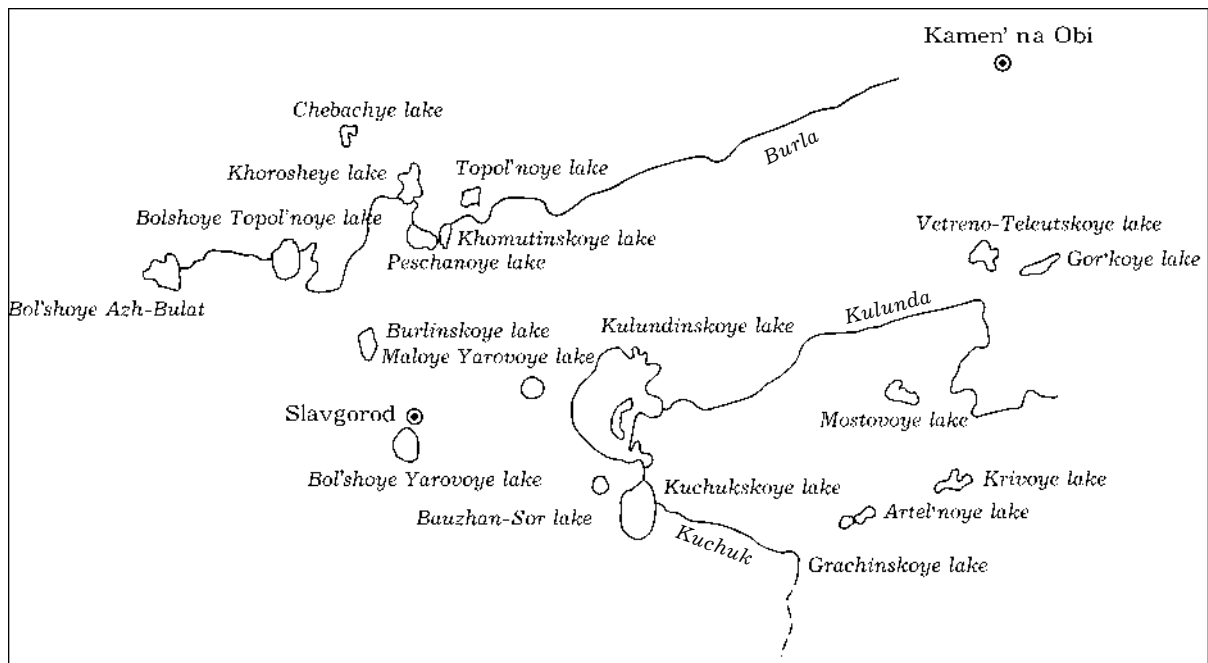 Kamen' na Obi
Chebachye lake
Burla
Khorosheye lake
Topol'noye lake
Bolshoye Topol'noye lake
Khomutinskoye lake
Peschanoye lake
Vetreno-Teleutskoye lake
Gor'koye lake
Bol'shoye Azh-Bulat
Kulunda
Burlinskoye lake
Kulundinskoye lake
Maloye Yarovoye lake
Slavgorod
Mostovoye lake
Bol'shoye Yarovoye lake
Kuchukskoye lake
Krivoye lake
Bauzhan-Sor lake
Artel'noye lake
Kuchuk
Grachinskoye lake